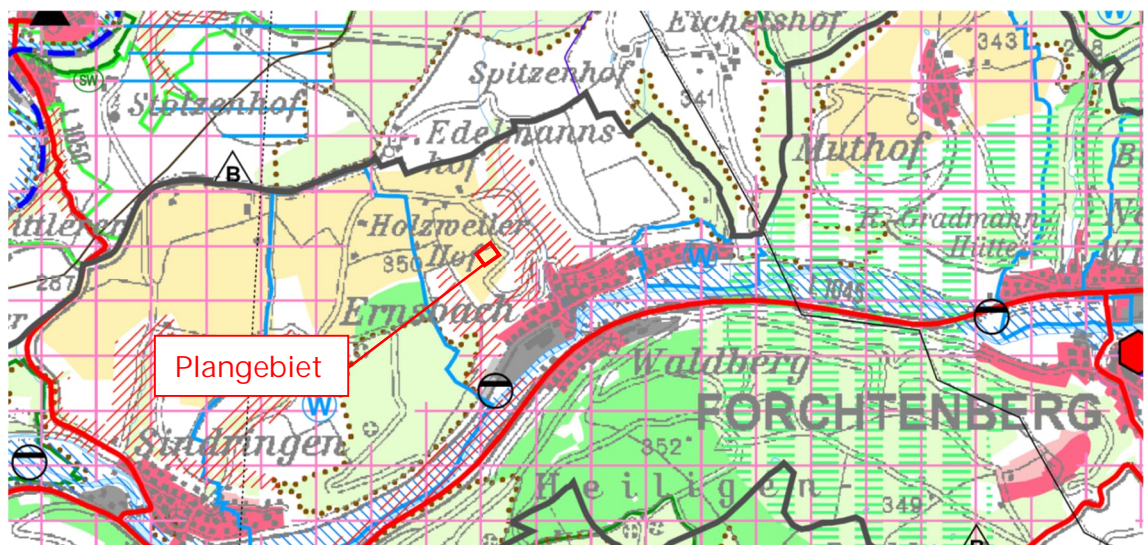 Eichelshof
W
343
Spitzenhof
SW
341
Stolzenhof
Edelmanns-
hof
L 1050
Muthof
B
R.-Gradmann-
Hütte
Holzweiler
Hof
350
W
287
L 1045
Ernsbach
Plangebiet
Waldberg
W
FORCHTENBERG
Sindringen
352
Heiligen-
349
B